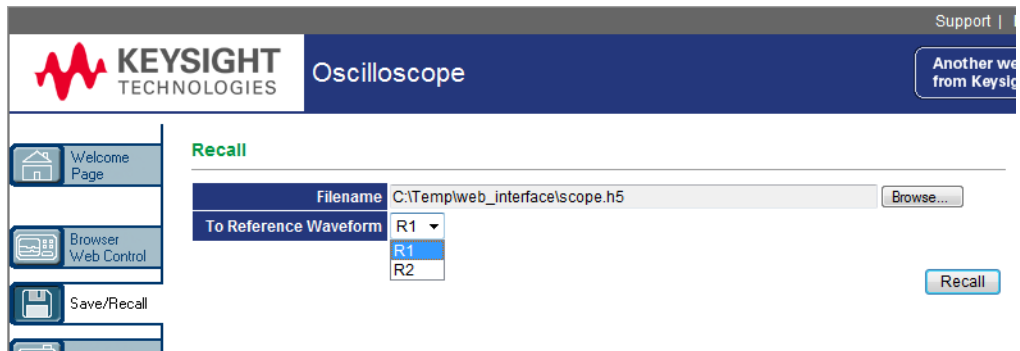 Support |
KEYSIGHT
TECHNOLOGIES
Oscilloscope
Another we
from Keysig
Welcome
Page
Browser
Web Control
Save/Recall
Recall
Filename C:\Temp\web_interface\scope.h5 Browse...
To Reference Waveform R1
R1
R2
Recall